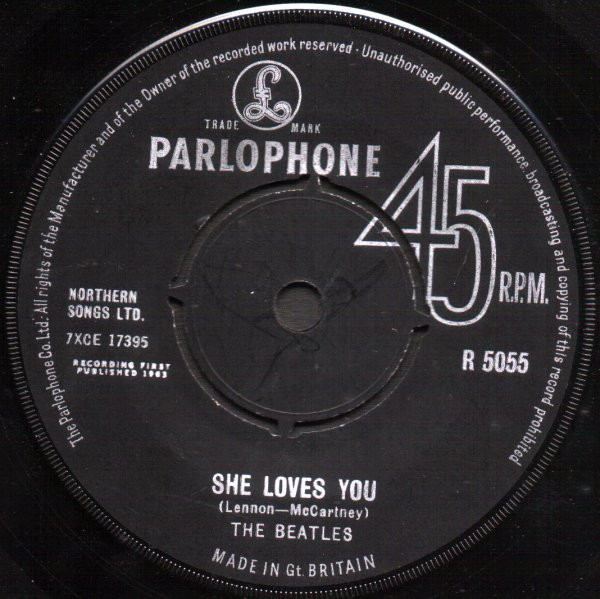 The Parlophone Co. Ltd. All rights of the Manufacturer and of the Owner of the recorded work reserved · Unauthorised public performance, broadcasting and copying of this record prohibited
£
TRADE MARK
PARLOPHONE
45
R.P.M.
NORTHERN
SONGS LTD.
7XCE 17395
R 5055
RECORDING FIRST
PUBLISHED 1963
SHE LOVES YOU
(Lennon—McCartney)
THE BEATLES
MADE IN Gt. BRITAIN